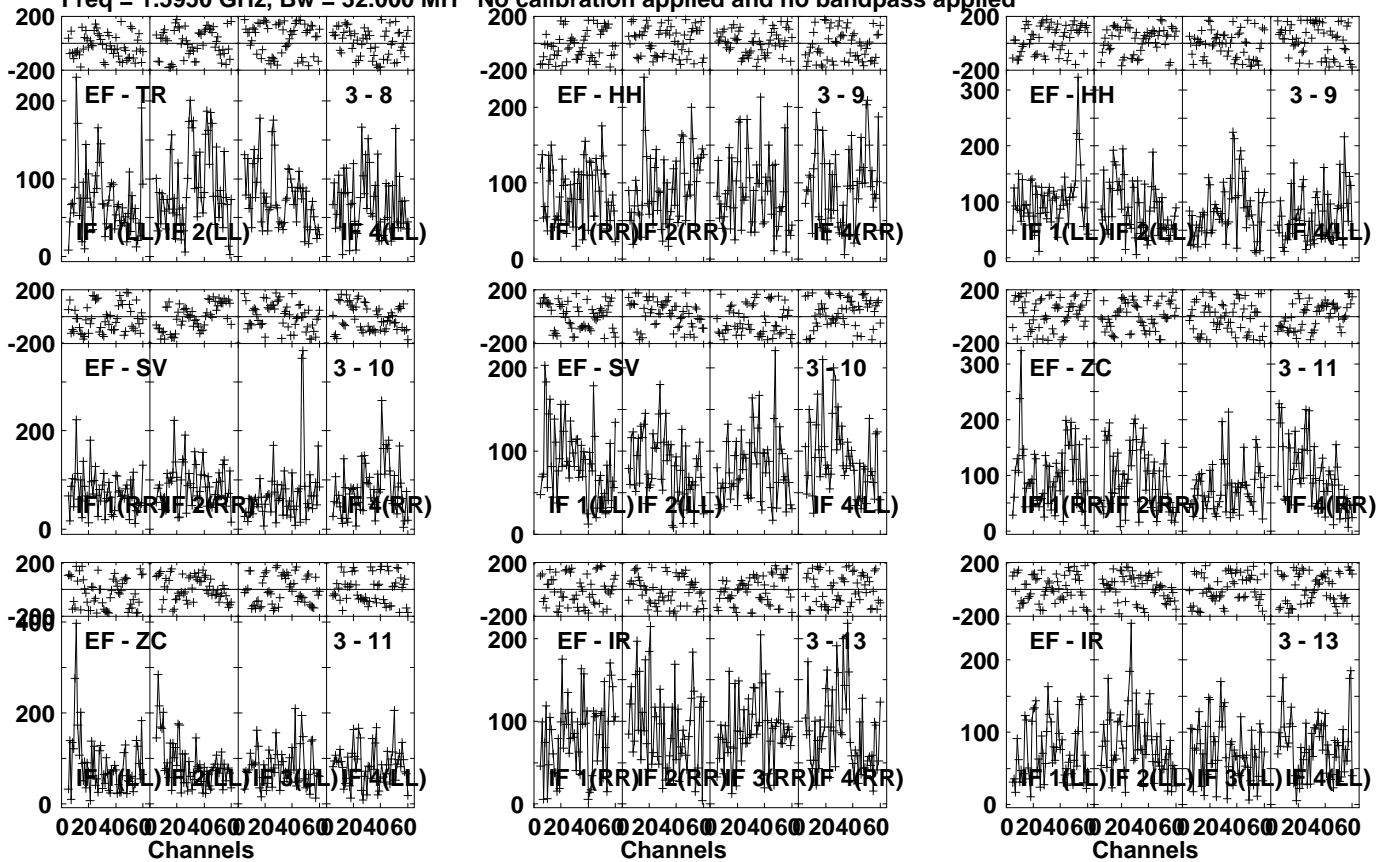 Freq = 1.5950 GHz, Bw = 32.000 MH No calibration applied and no bandpass applied
200
-200
200
100
0
EF - TR
3 - 8
IF 1(LL)
IF 2(LL)
IF 4(LL)
200
-200
200
100
0
EF - HH
3 - 9
IF 1(RR)
IF 2(RR)
IF 4(RR)
200
-200
300
200
100
0
EF - HH
3 - 9
IF 1(LL)
IF 2(LL)
IF 4(LL)
200
-200
200
0
EF - SV
3 - 10
IF 1(RR)
IF 2(RR)
IF 4(RR)
200
-200
200
100
0
EF - SV
3 - 10
IF 1(LL)
IF 2(LL)
IF 4(LL)
200
-200
300
200
100
0
EF - ZC
3 - 11
IF 1(RR)
IF 2(RR)
IF 4(RR)
200
-200
400
200
0
EF - ZC
3 - 11
IF 1(LL)
IF 2(LL)
IF 3(LL)
IF 4(LL)
0 20 40 60 0 20 40 60 0 20 40 60 0 20 40 60
Channels
200
-200
200
100
0
EF - IR
3 - 13
IF 1(RR)
IF 2(RR)
IF 3(RR)
IF 4(RR)
0 20 40 60 0 20 40 60 0 20 40 60 0 20 40 60
Channels
200
-200
200
100
0
EF - IR
3 - 13
IF 1(LL)
IF 2(LL)
IF 3(LL)
IF 4(LL)
0 20 40 60 0 20 40 60 0 20 40 60 0 20 40 60
Channels